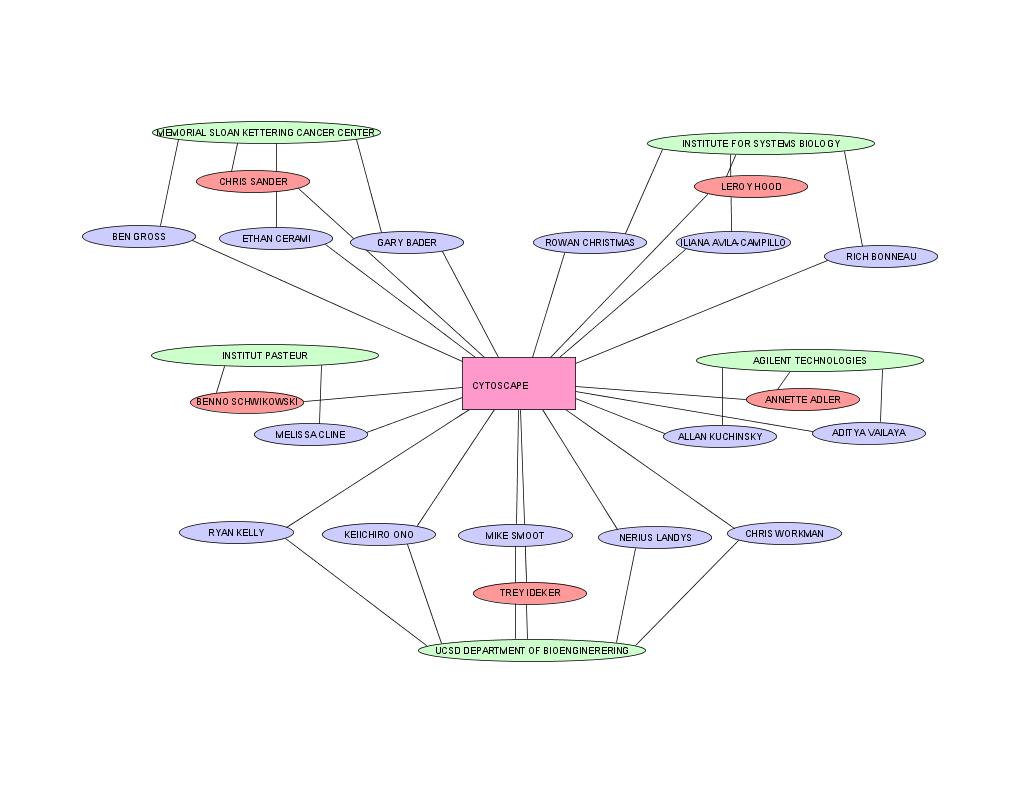 MEMORIAL SLOAN KETTERING CANCER CENTER
INSTITUTE FOR SYSTEMS BIOLOGY
CHRIS SANDER
LEROY HOOD
BEN GROSS
ETHAN CERAMI
GARY BADER
ROWAN CHRISTMAS
ILIANA AVILA-CAMPILLO
RICH BONNEAU
INSTITUT PASTEUR
AGILENT TECHNOLOGIES
CYTOSCAPE
BENNO SCHWIKOWSKI
ANNETTE ADLER
MELISSA CLINE
ALLAN KUCHINSKY
ADITYA VAILAYA
RYAN KELLY
KEIICHIRO ONO
MIKE SMOOT
NERIUS LANDYS
CHRIS WORKMAN
TREY IDEKER
UCSD DEPARTMENT OF BIOENGINERERING